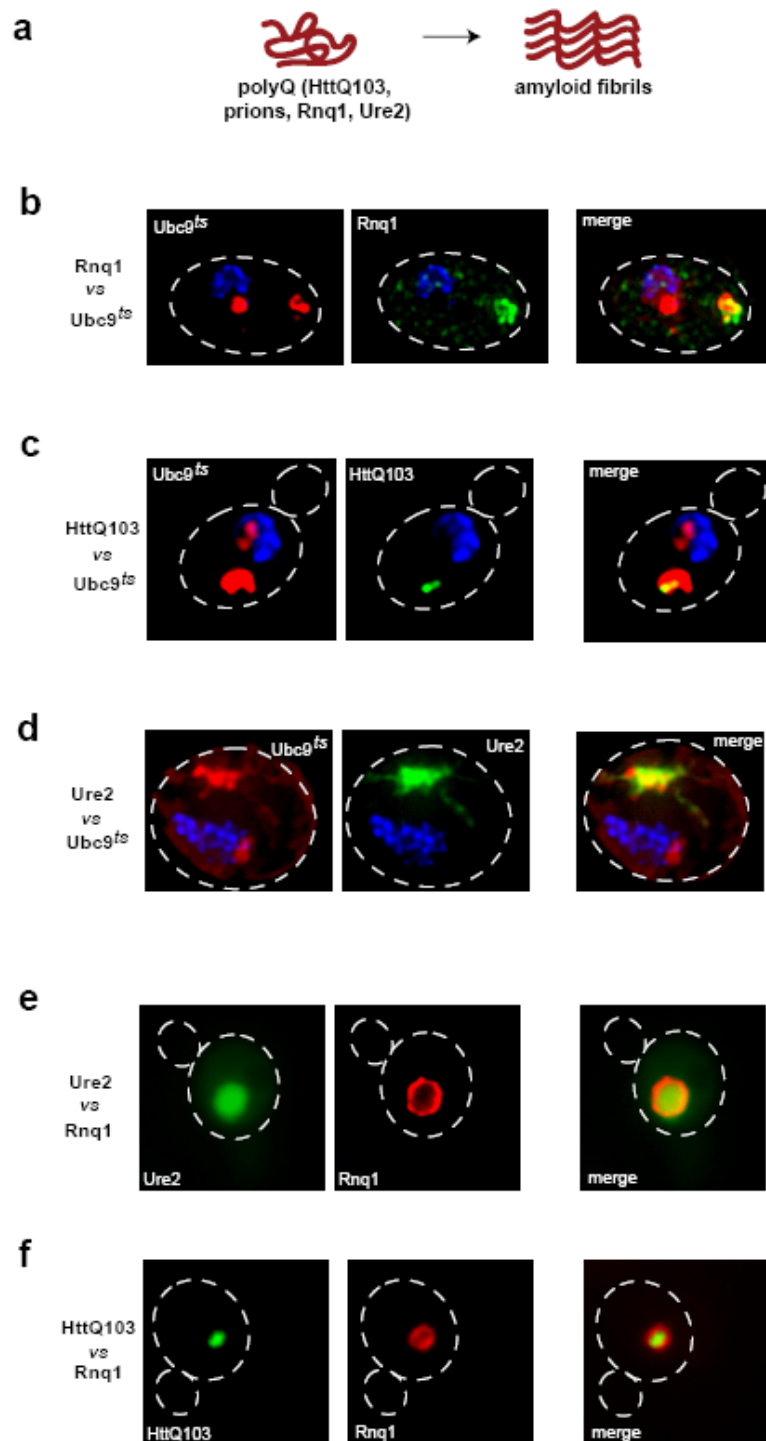 a
polyQ (HttQ103,
prions, Rnq1, Ure2)
amyloid fibrils
b
Rnq1
vs
Ubc9ts
Ubc9ts
Rnq1
merge
c
HttQ103
vs
Ubc9ts
Ubc9ts
HttQ103
merge
d
Ure2
vs
Ubc9ts
Ubc9ts
Ure2
merge
e
Ure2
vs
Rnq1
Ure2
Rnq1
merge
f
HttQ103
vs
Rnq1
HttQ103
Rnq1
merge